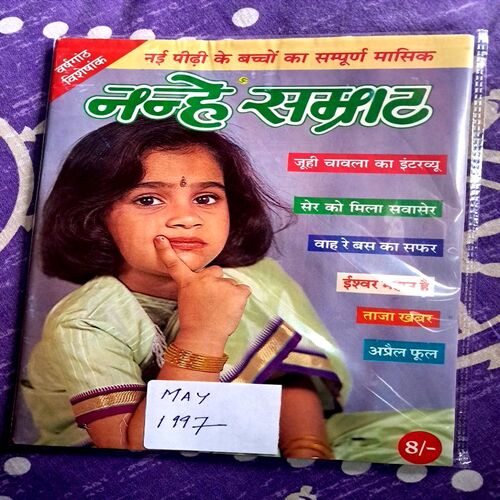 वर्षगांठ
विशेषांक
नई पीढ़ी के बच्चों का सम्पूर्ण मासिक
नन्हे सम्राट
जूही चावला का इंटरव्यू
सेर को मिला सवासेर
वाह रे बस का सफर
ईश्वर महान है
ताजा खबर
अप्रैल फूल
MAY
1997
8/-